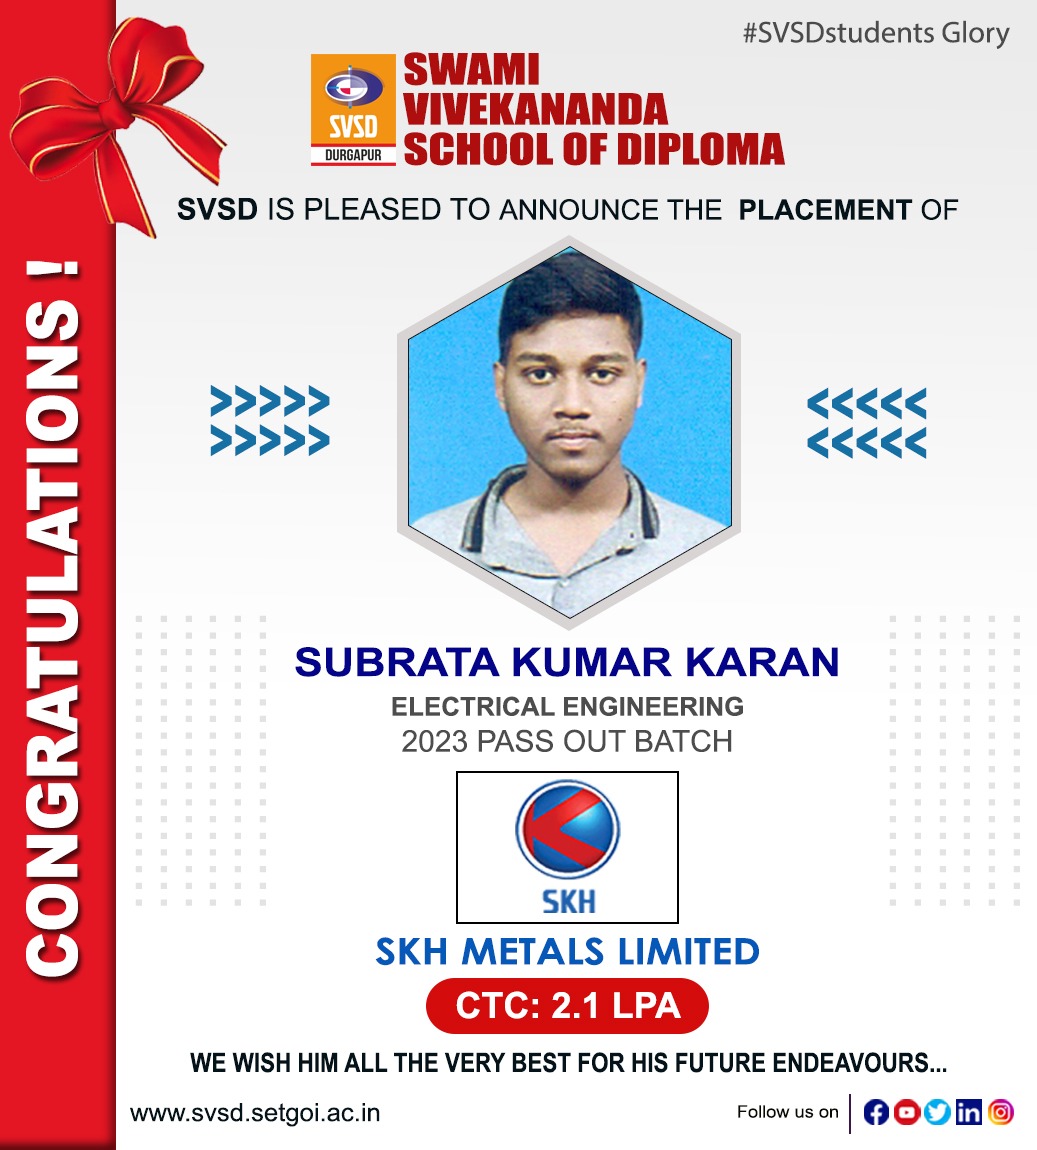 #SVSDstudents Glory
SVSD
DURGAPUR
SWAMI
VIVEKANANDA
SCHOOL OF DIPLOMA
SVSD IS PLEASED TO ANNOUNCE THE PLACEMENT OF
CONGRATULATIONS !
SUBRATA KUMAR KARAN
ELECTRICAL ENGINEERING
2023 PASS OUT BATCH
SKH
SKH METALS LIMITED
CTC: 2.1 LPA
WE WISH HIM ALL THE VERY BEST FOR HIS FUTURE ENDEAVOURS...
www.svsd.setgoi.ac.in
Follow us on